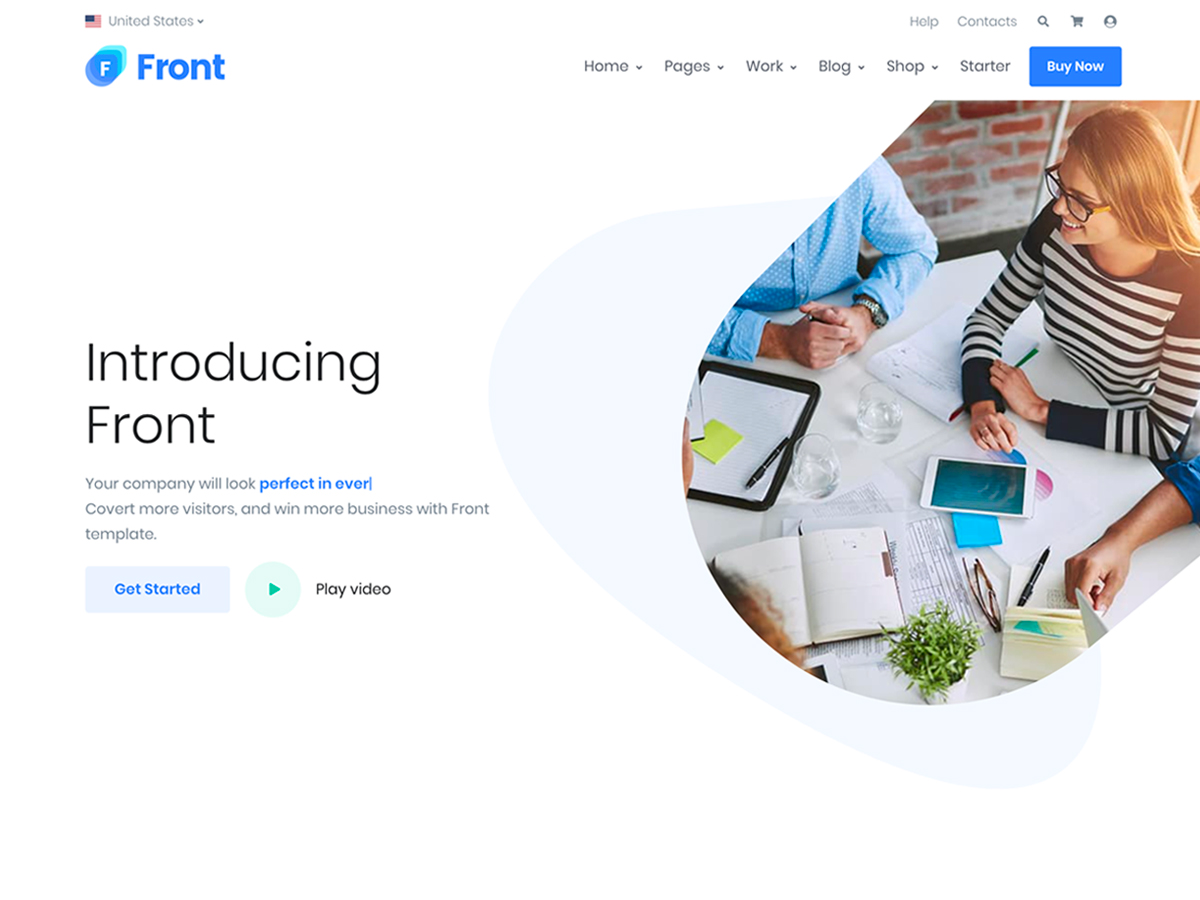 United States
Help Contacts
F Front
Home Pages Work Blog Shop Starter Buy Now
Introducing
Front
Your company will look perfect in ever|
Covert more visitors, and win more business with Front
template.
Get Started Play video